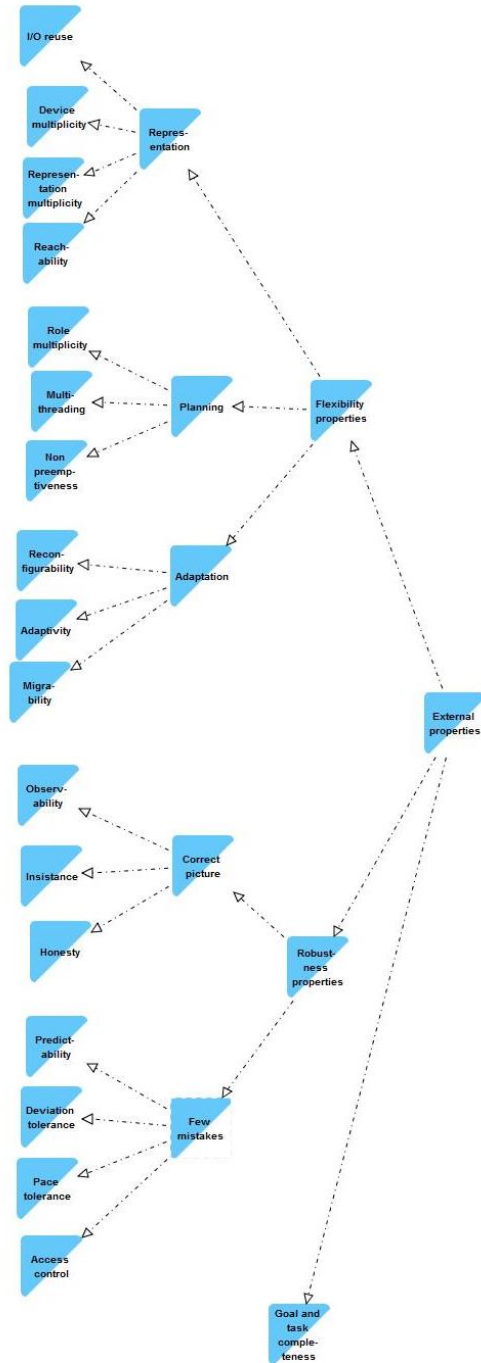 I/O reuse
Device
multiplicity
Repres-
entation
Represen-
tation
multiplicity
Reach-
ability
Role
multiplicity
Multi-
threading
Planning
Flexibility
properties
Non
preemp-
tiveness
Recon-
figurability
Adaptation
Adaptivity
Migra-
bility
External
properties
Observ-
ability
Correct
picture
Insistance
Honesty
Robust-
ness
properties
Predict-
ability
Deviation
tolerance
Few
mistakes
Pace
tolerance
Access
control
Goal and
task
comple-
teness